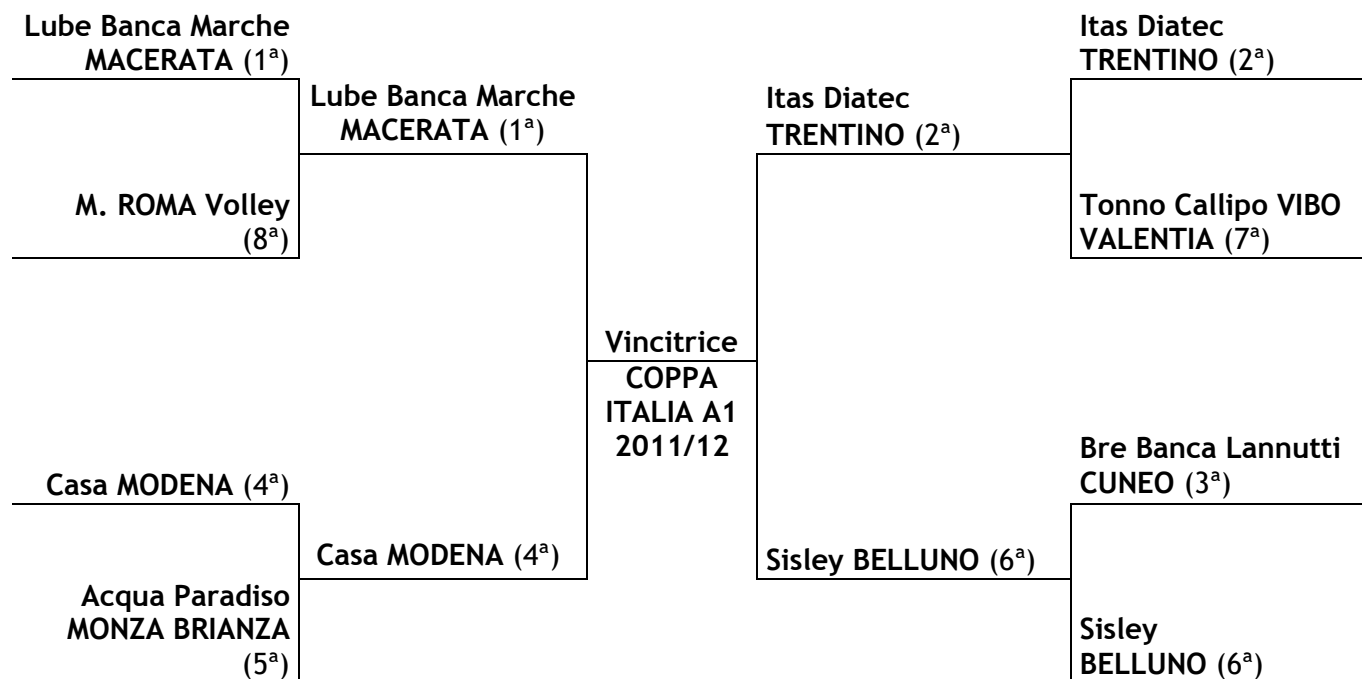 Lube Banca Marche
MACERATA (1ª)
M. ROMA Volley
(8ª)
Casa MODENA (4ª)
Acqua Paradiso
MONZA BRIANZA
(5ª)
Lube Banca Marche
MACERATA (1ª)
Casa MODENA (4ª)
Vincitrice
COPPA
ITALIA A1
2011/12
Itas Diatec
TRENTINO (2ª)
Sisley BELLUNO (6ª)
Itas Diatec
TRENTINO (2ª)
Tonno Callipo VIBO
VALENTIA (7ª)
Bre Banca Lannutti
CUNEO (3ª)
Sisley
BELLUNO (6ª)